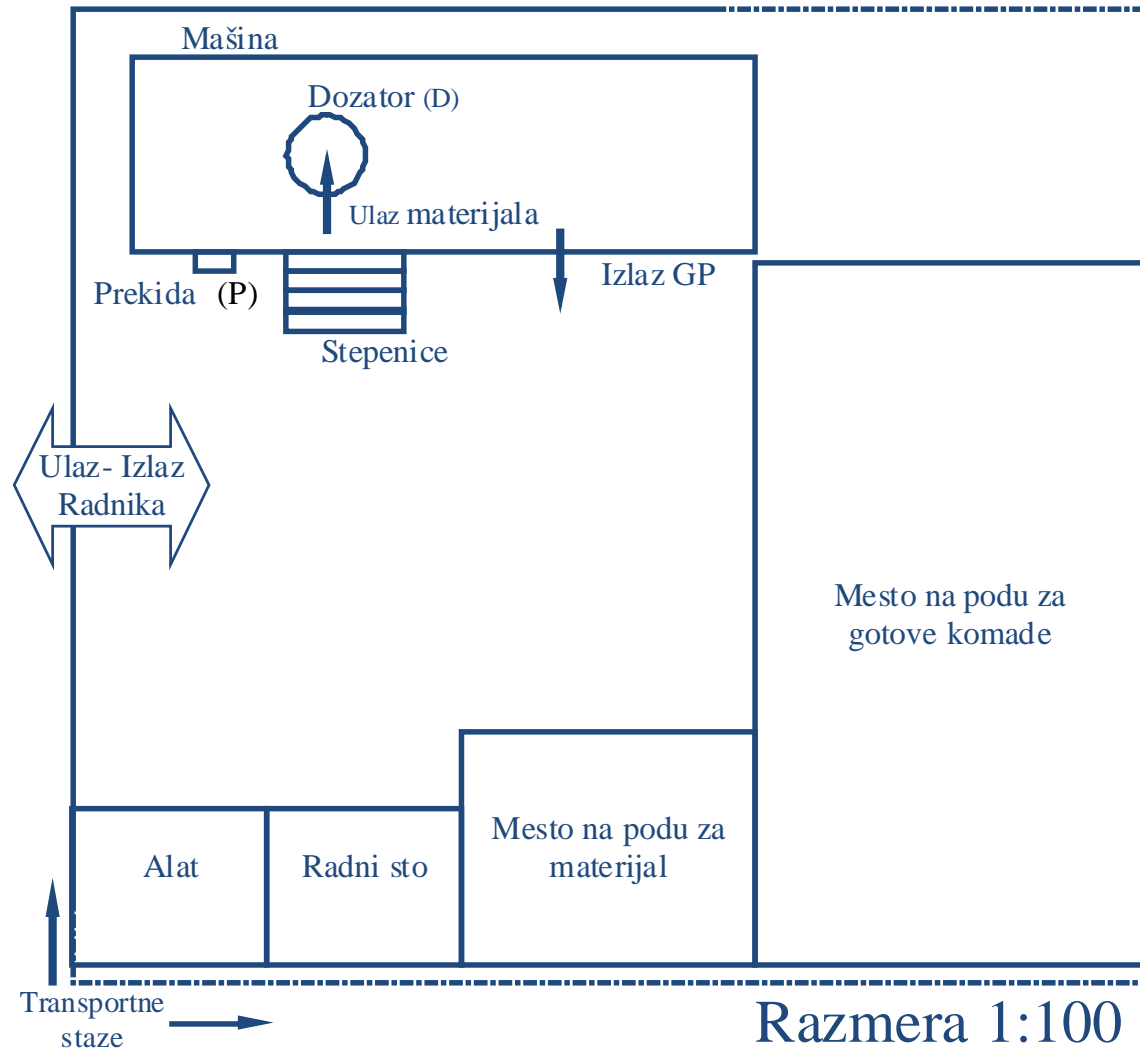 Mašina
Dozator (D)
Ulaz materijala
Izlaz GP
Prekida (P)
Stepenice
Ulaz- Izlaz
Radnika
Mesto na podu za
gotove komade
Mesto na podu za
materijal
Alat
Radni sto
Transportne
staze
Razmera 1:100